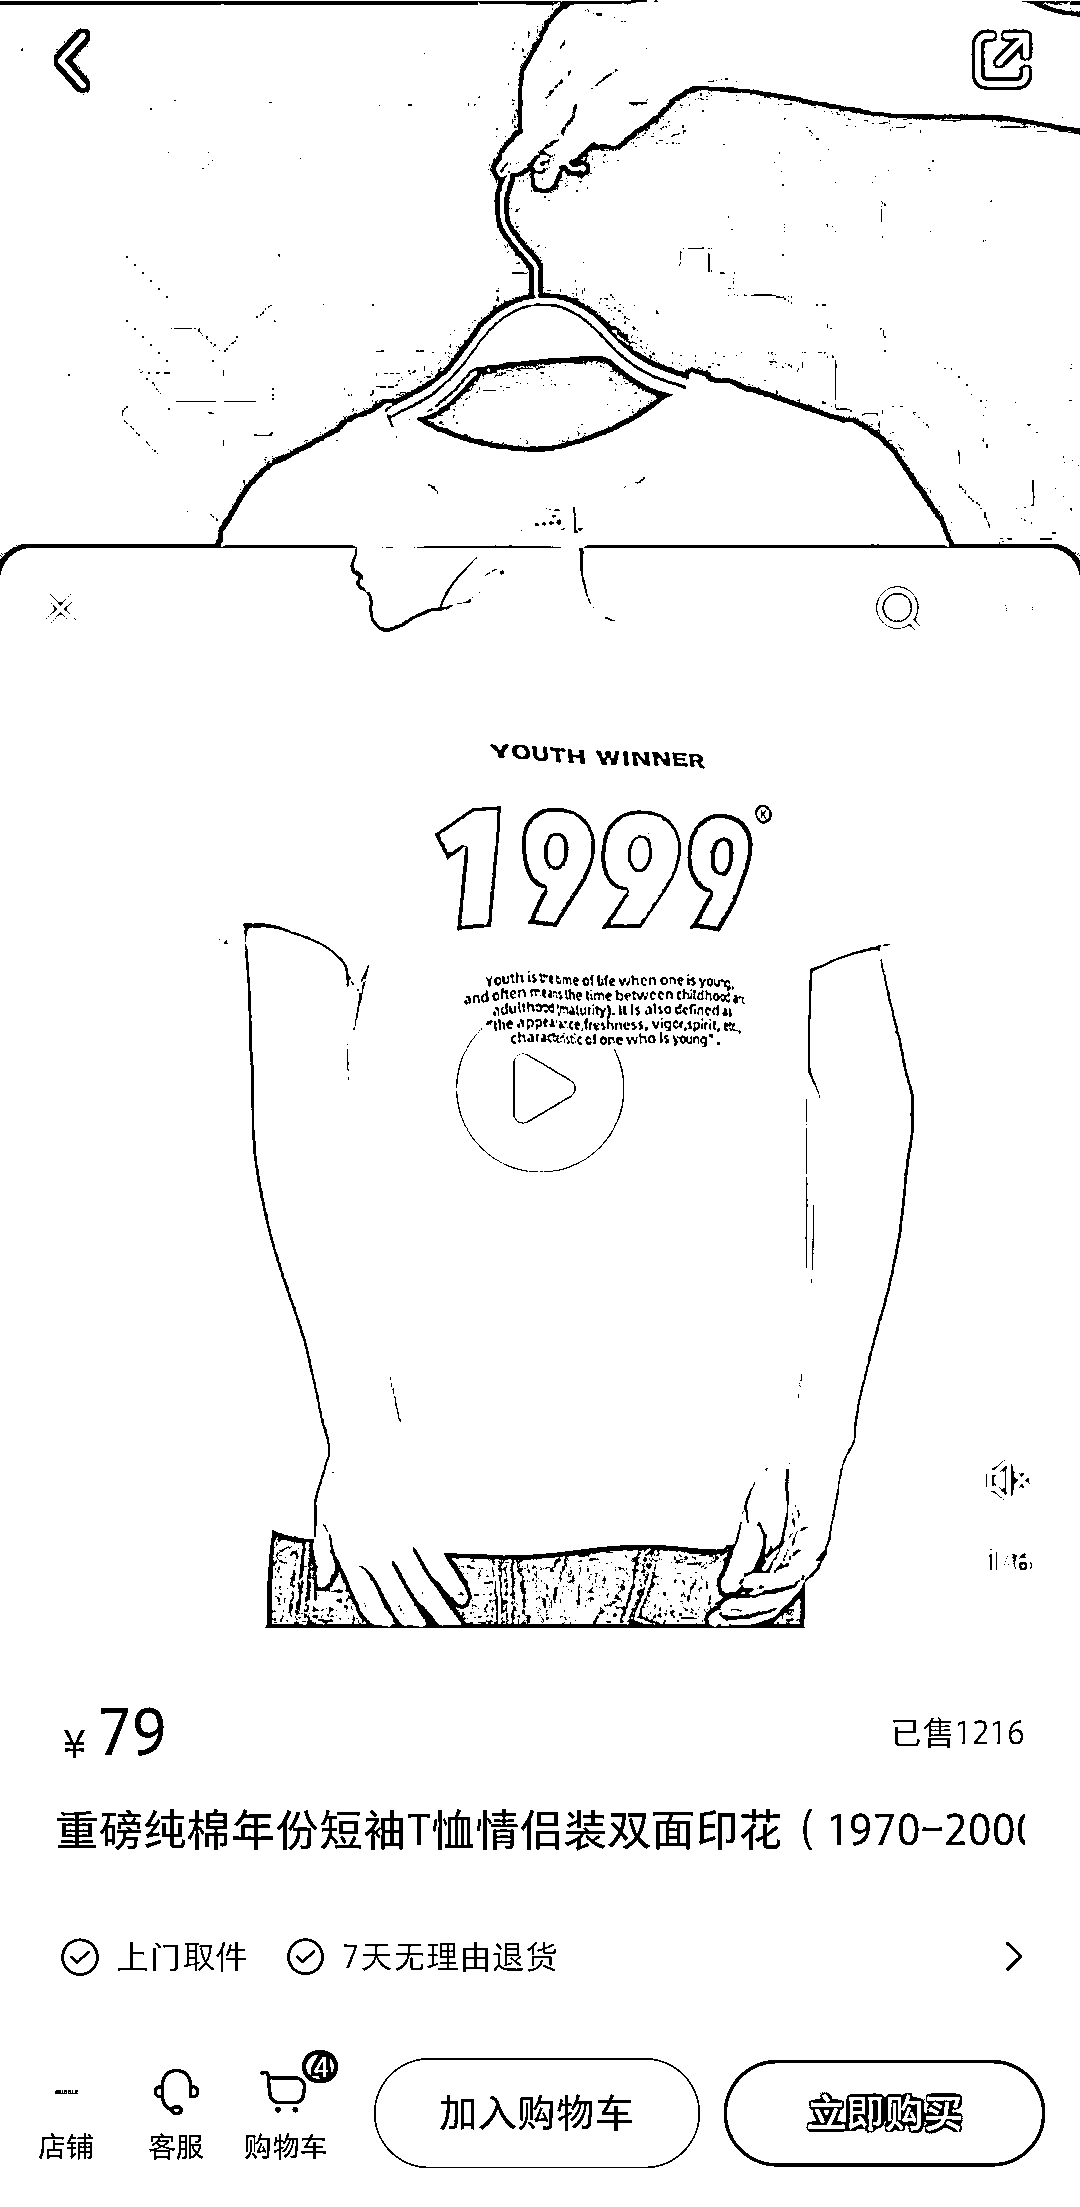 YOUTH WINNER
1999
Youth is the time of life when one is young,
and often means the time between childhood an
adulthood(maturity). It is also defined as
"the appearance,freshness, vigor,spirit, etc.,
characteristic of one who is young".
¥79
已售1216
重磅纯棉年份短袖T恤情侣装双面印花（1970-200
上门取件
7天无理由退货
4
店铺
客服
购物车
加入购物车
立即购买